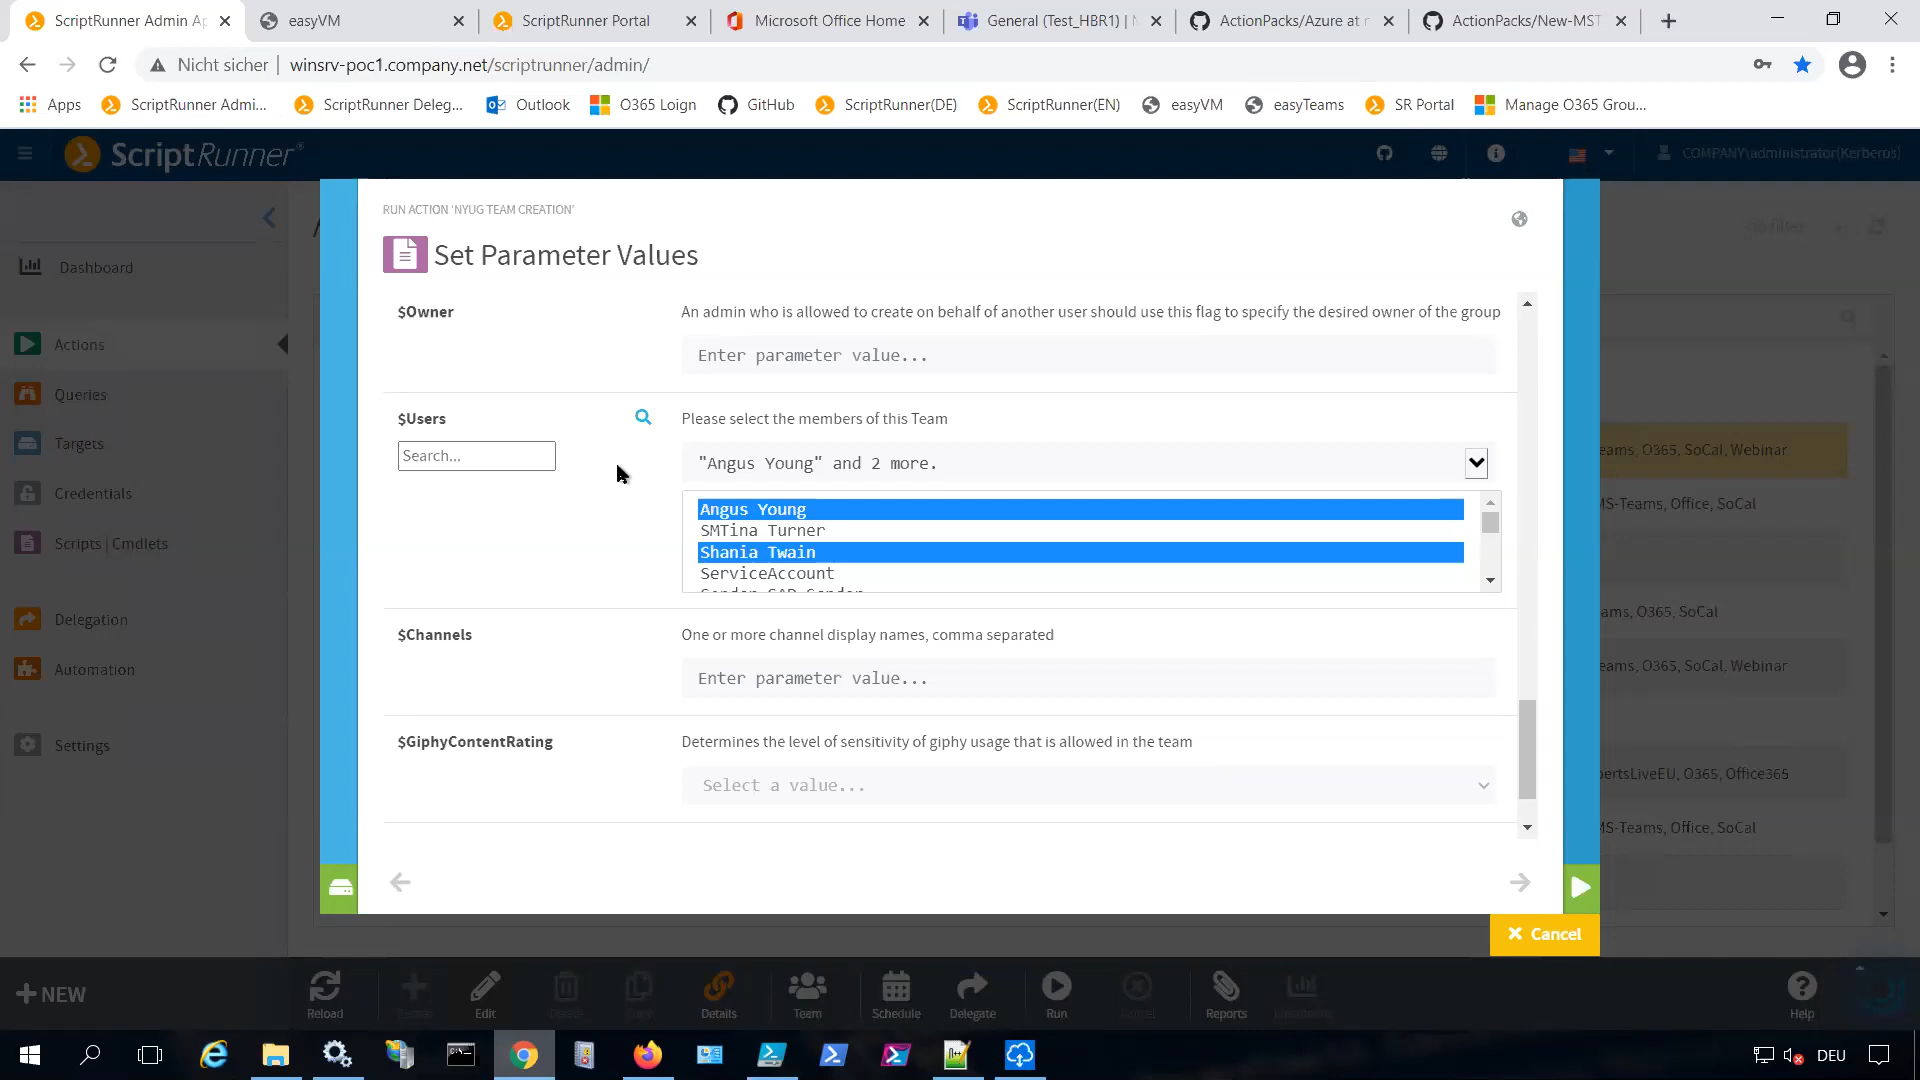 ScriptRunner Admin Ap
easyVM
ScriptRunner Portal
Microsoft Office Home
General (Test_HBR1) |
ActionPacks/Azure at
ActionPacks/New-MST
Nicht sicher
winsrv-poc1.company.net/scriptrunner/admin/
Apps
ScriptRunner Admi...
ScriptRunner Deleg...
Outlook
O365 Loign
GitHub
ScriptRunner(DE)
ScriptRunner(EN)
easyVM
easyTeams
SR Portal
Manage O365 Grou...
ScriptRunner®
COMPANY\administrator(Kerberos)
Dashboard
Actions
Queries
Targets
Credentials
Scripts | Cmdlets
Delegation
Automation
Settings
RUN ACTION 'NYUG TEAM CREATION'
Set Parameter Values
$Owner
An admin who is allowed to create on behalf of another user should use this flag to specify the desired owner of the group
Enter parameter value...
$Users
Please select the members of this Team
Search...
"Angus Young" and 2 more.
Angus Young
SMTina Turner
Shania Twain
ServiceAccount
$Channels
One or more channel display names, comma separated
Enter parameter value...
$GiphyContentRating
Determines the level of sensitivity of giphy usage that is allowed in the team
Select a value...
eams, O365, SoCal, Webinar
MS-Teams, Office, SoCal
ams, O365, SoCal
eams, O365, SoCal, Webinar
pertsLiveEU, O365, Office365
MS-Teams, Office, SoCal
Cancel
NEW
Reload
Edit
Delete
Copy
Details
Team
Schedule
Delegate
Run
Cancel
Reports
Help
DEU